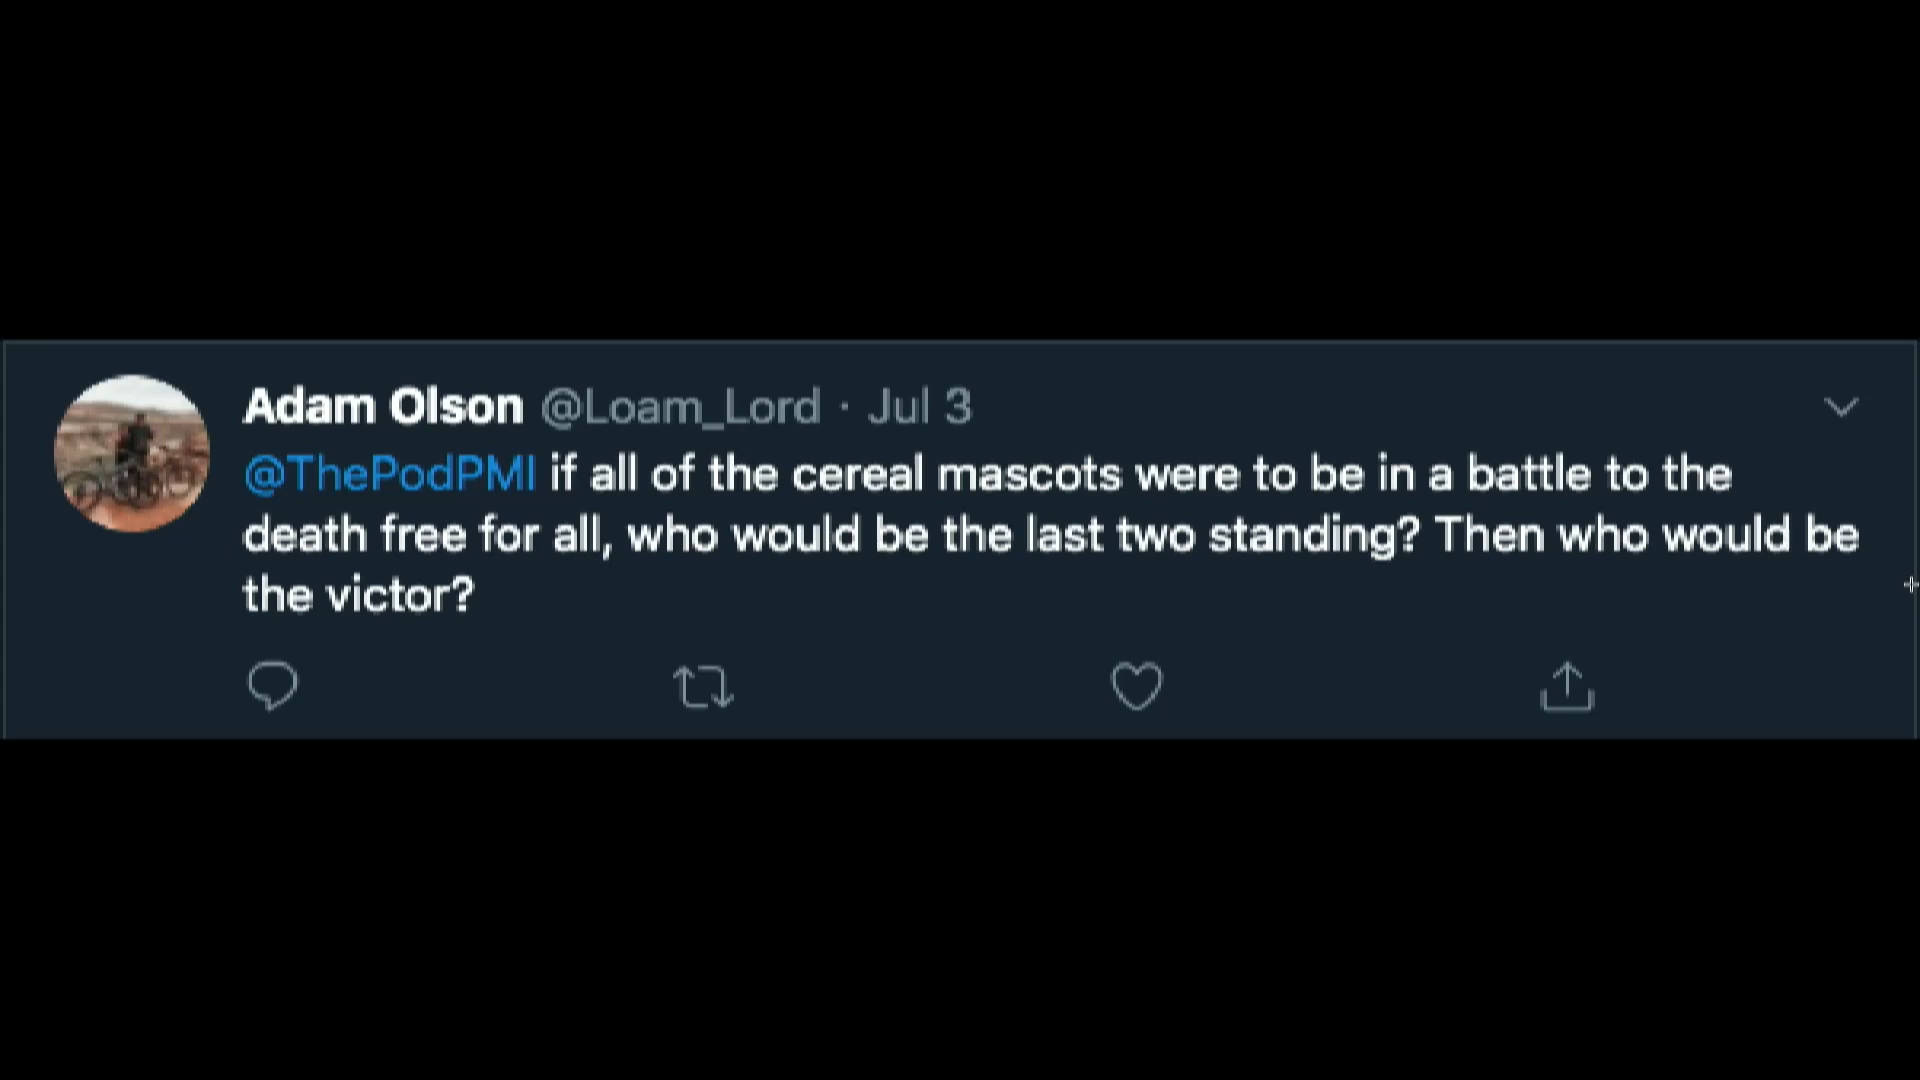 Adam Olson @Loam_Lord · Jul 3
@ThePodPMI if all of the cereal mascots were to be in a battle to the
death free for all, who would be the last two standing? Then who would be
the victor?